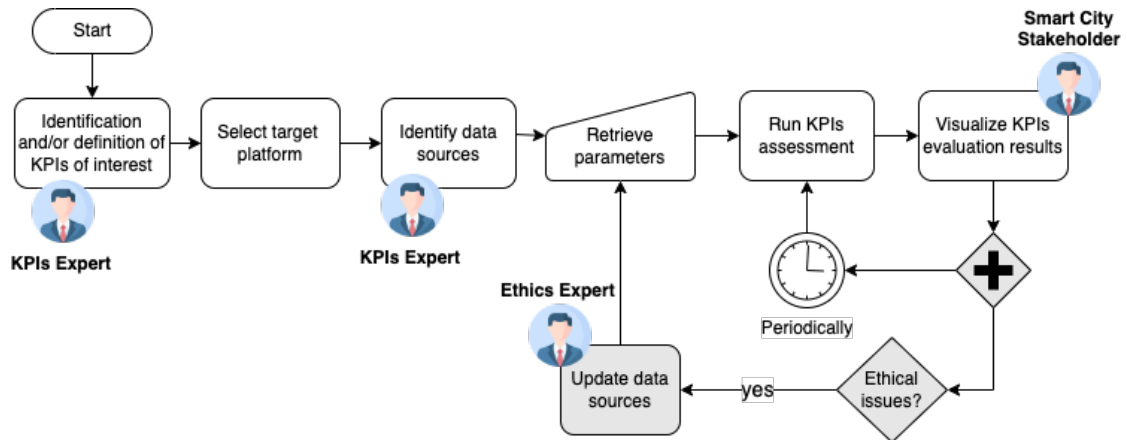 Start
Smart City
Stakeholder
Identification
and/or definition of
KPIs of interest
Select target
platform
Identify data
sources
Retrieve
parameters
Run KPIs
assessment
Visualize KPIs
evaluation results
KPIs Expert
KPIs Expert
Ethics Expert
Periodically
Update data
sources
yes
Ethical
issues?